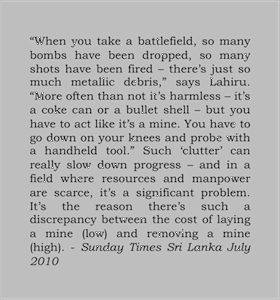 “When you take a battlefield, so many
bombs have been dropped, so many
shots have been fired – there’s just so
much metallic debris,” says Lahiru.
“More often than not it’s harmless – it’s
a coke can or a bullet shell – but you
have to act like it’s a mine. You have to
go down on your knees and probe with
a handheld tool.” Such ‘clutter’ can
really slow down progress – and in a
field where resources and manpower
are scarce, it’s a significant problem.
It’s the reason there’s such a
discrepancy between the cost of laying
a mine (low) and removing a mine
(high). - Sunday Times Sri Lanka July
2010